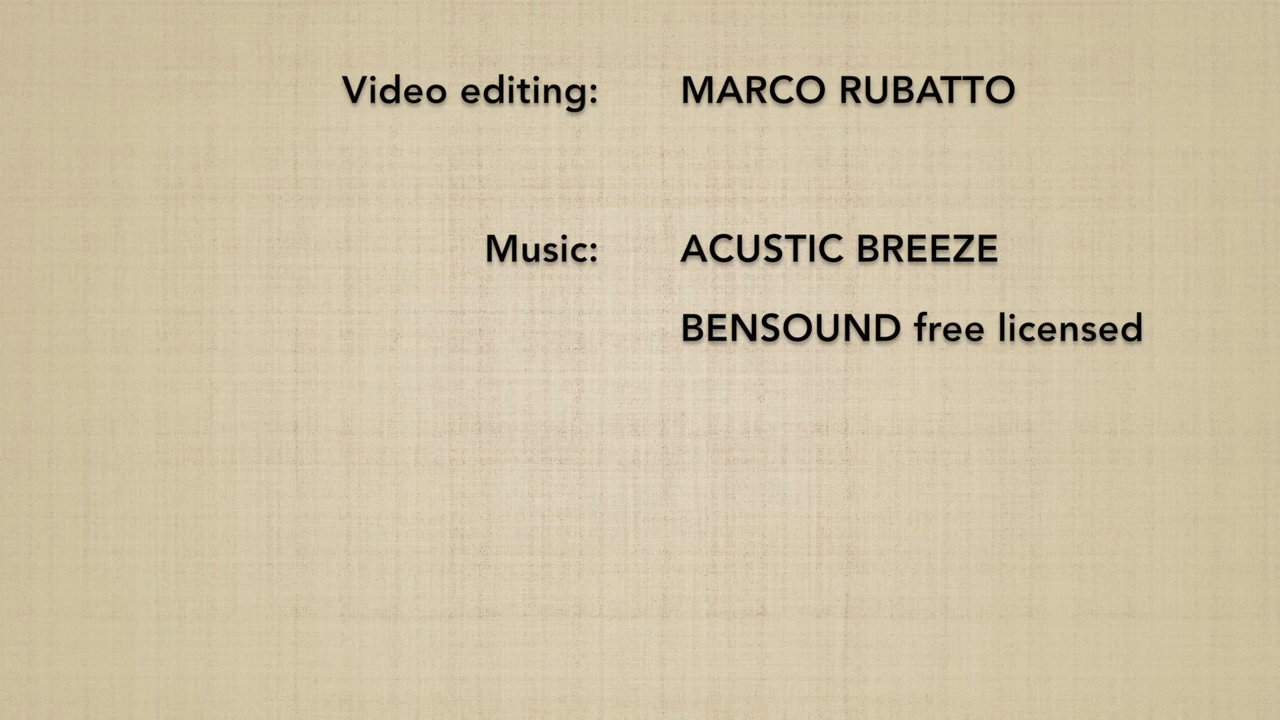 Video editing: MARCO RUBATTO
Music: ACUSTIC BREEZE
BENSOUND free licensed